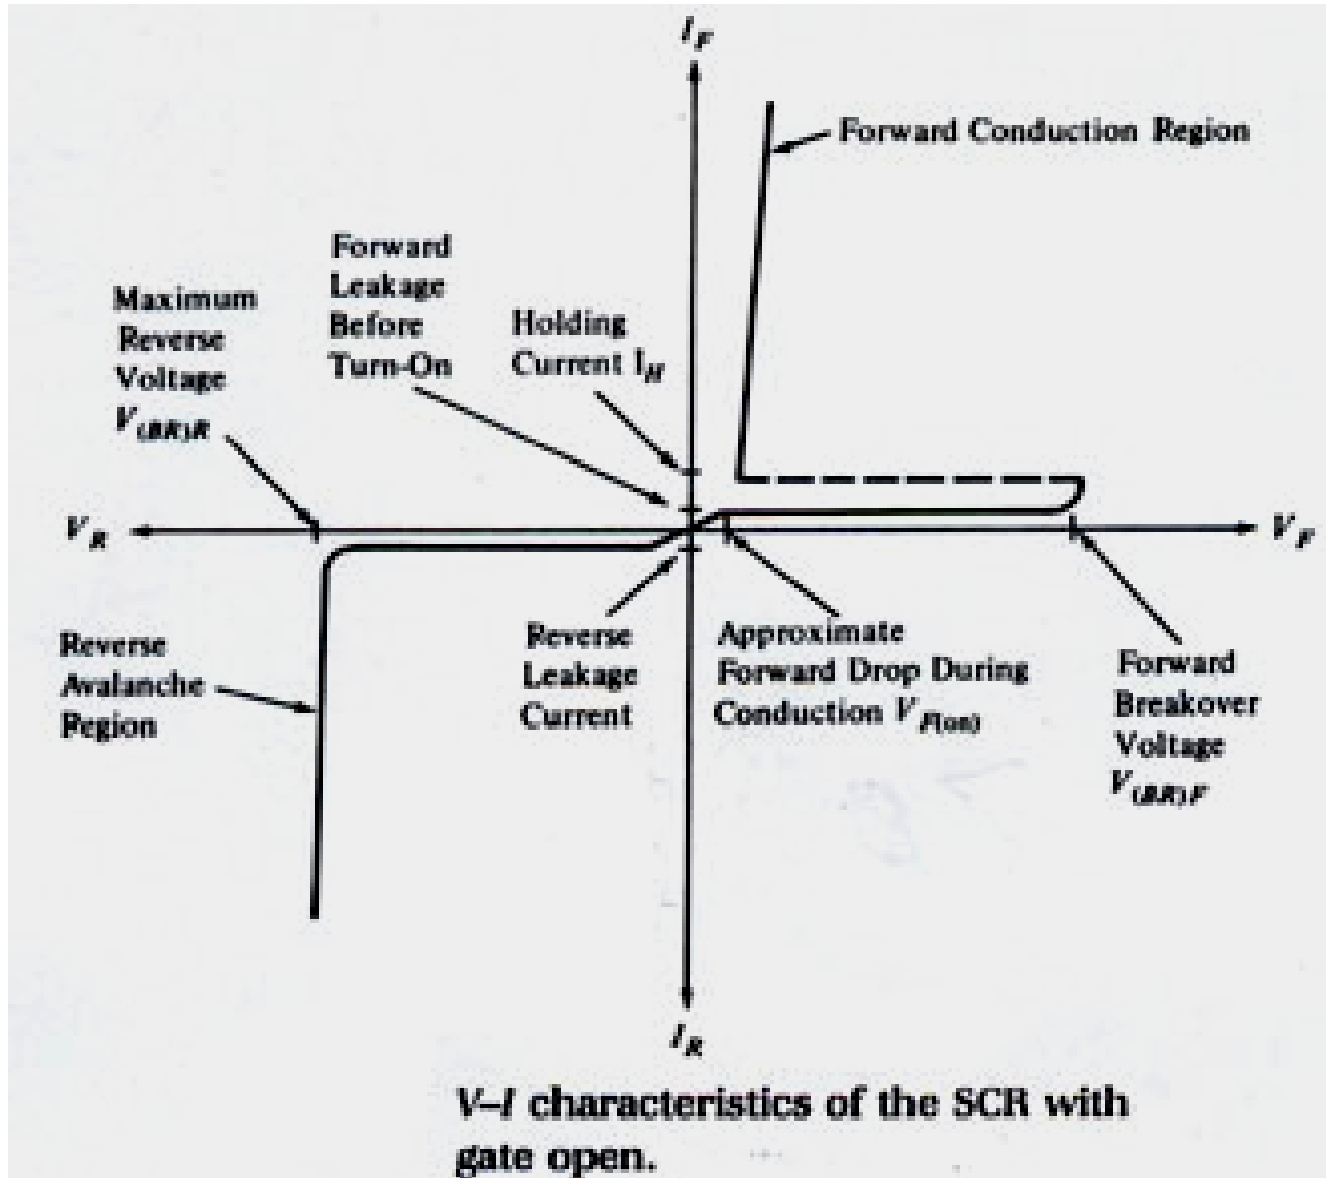 I_F
Forward Conduction Region
Forward
Leakage
Before
Turn-On
Maximum
Reverse
Voltage
V_(BR)R
Holding
Current I_H
V_R
V_F
Reverse
Avalanche
Region
Reverse
Leakage
Current
Approximate
Forward Drop During
Conduction V_F(on)
Forward
Breakover
Voltage
V_(BR)F
I_R
V–I characteristics of the SCR with
gate open.